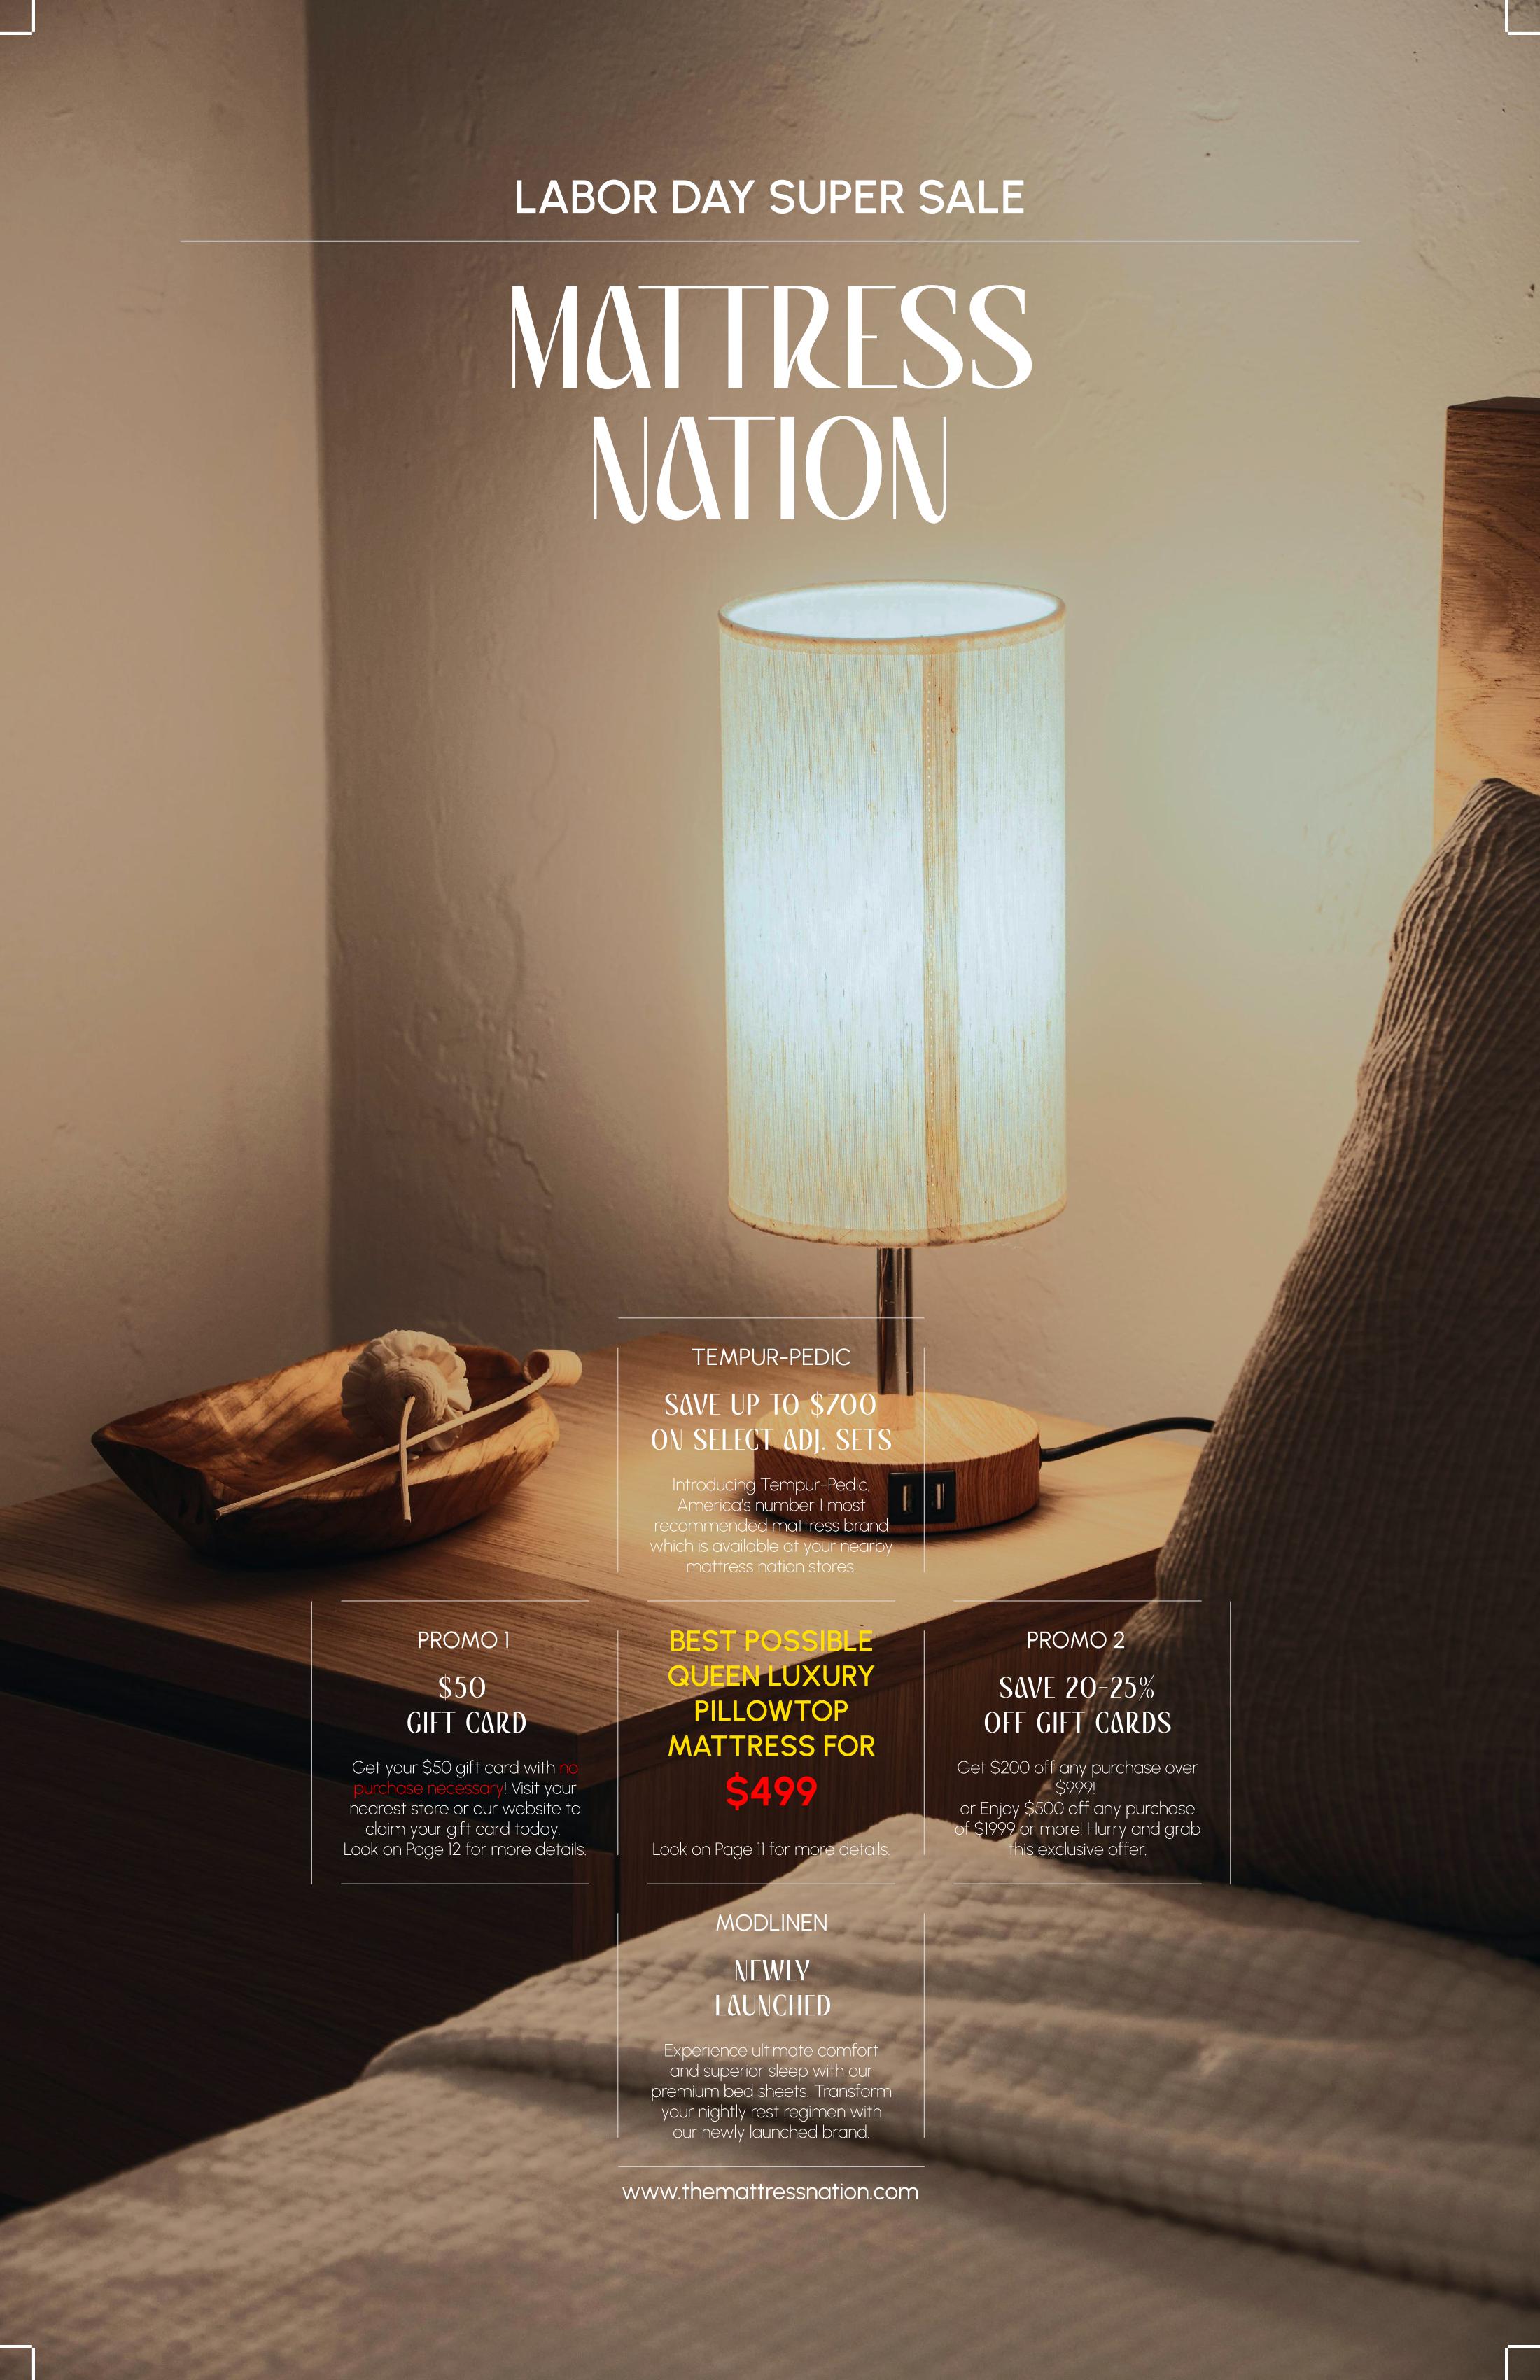 LABOR DAY SUPER SALE
MATTRESS
NATION
TEMPUR-PEDIC
SAVE UP TO $700
ON SELECT ADJ. SETS
Introducing Tempur-Pedic,
America's number 1 most
recommended mattress brand
which is available at your nearby
mattress nation stores.
PROMO 1
$50
GIFT CARD
Get your $50 gift card with no
purchase necessary! Visit your
nearest store or our website to
claim your gift card today.
Look on Page 12 for more details.
BEST POSSIBLE
QUEEN LUXURY
PILLOWTOP
MATTRESS FOR
$499
Look on Page 11 for more details.
PROMO 2
SAVE 20-25%
OFF GIFT CARDS
Get $200 off any purchase over
$999!
or Enjoy $500 off any purchase
of $1999 or more! Hurry and grab
this exclusive offer.
MODLINEN
NEWLY
LAUNCHED
Experience ultimate comfort
and superior sleep with our
premium bed sheets. Transform
your nightly rest regimen with
our newly launched brand.
www.themattressnation.com